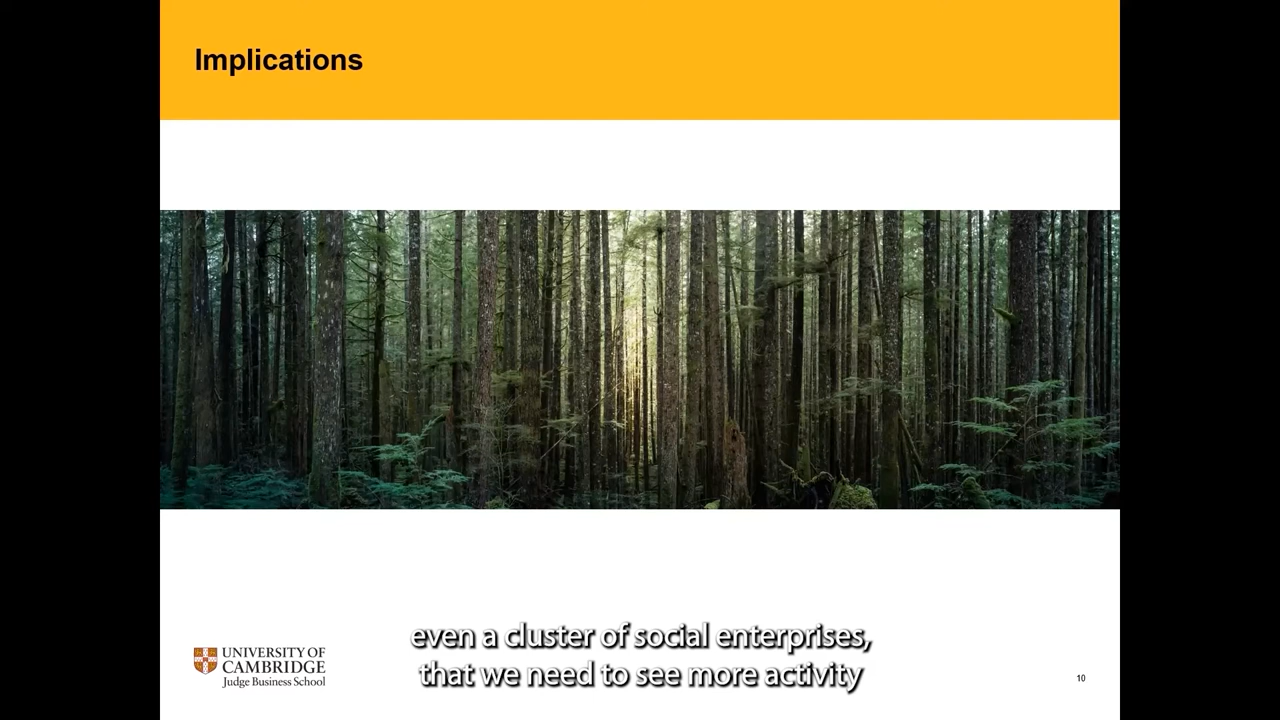 Implications
UNIVERSITY OF
CAMBRIDGE
Judge Business School
even a cluster of social enterprises,
that we need to see more activity
10